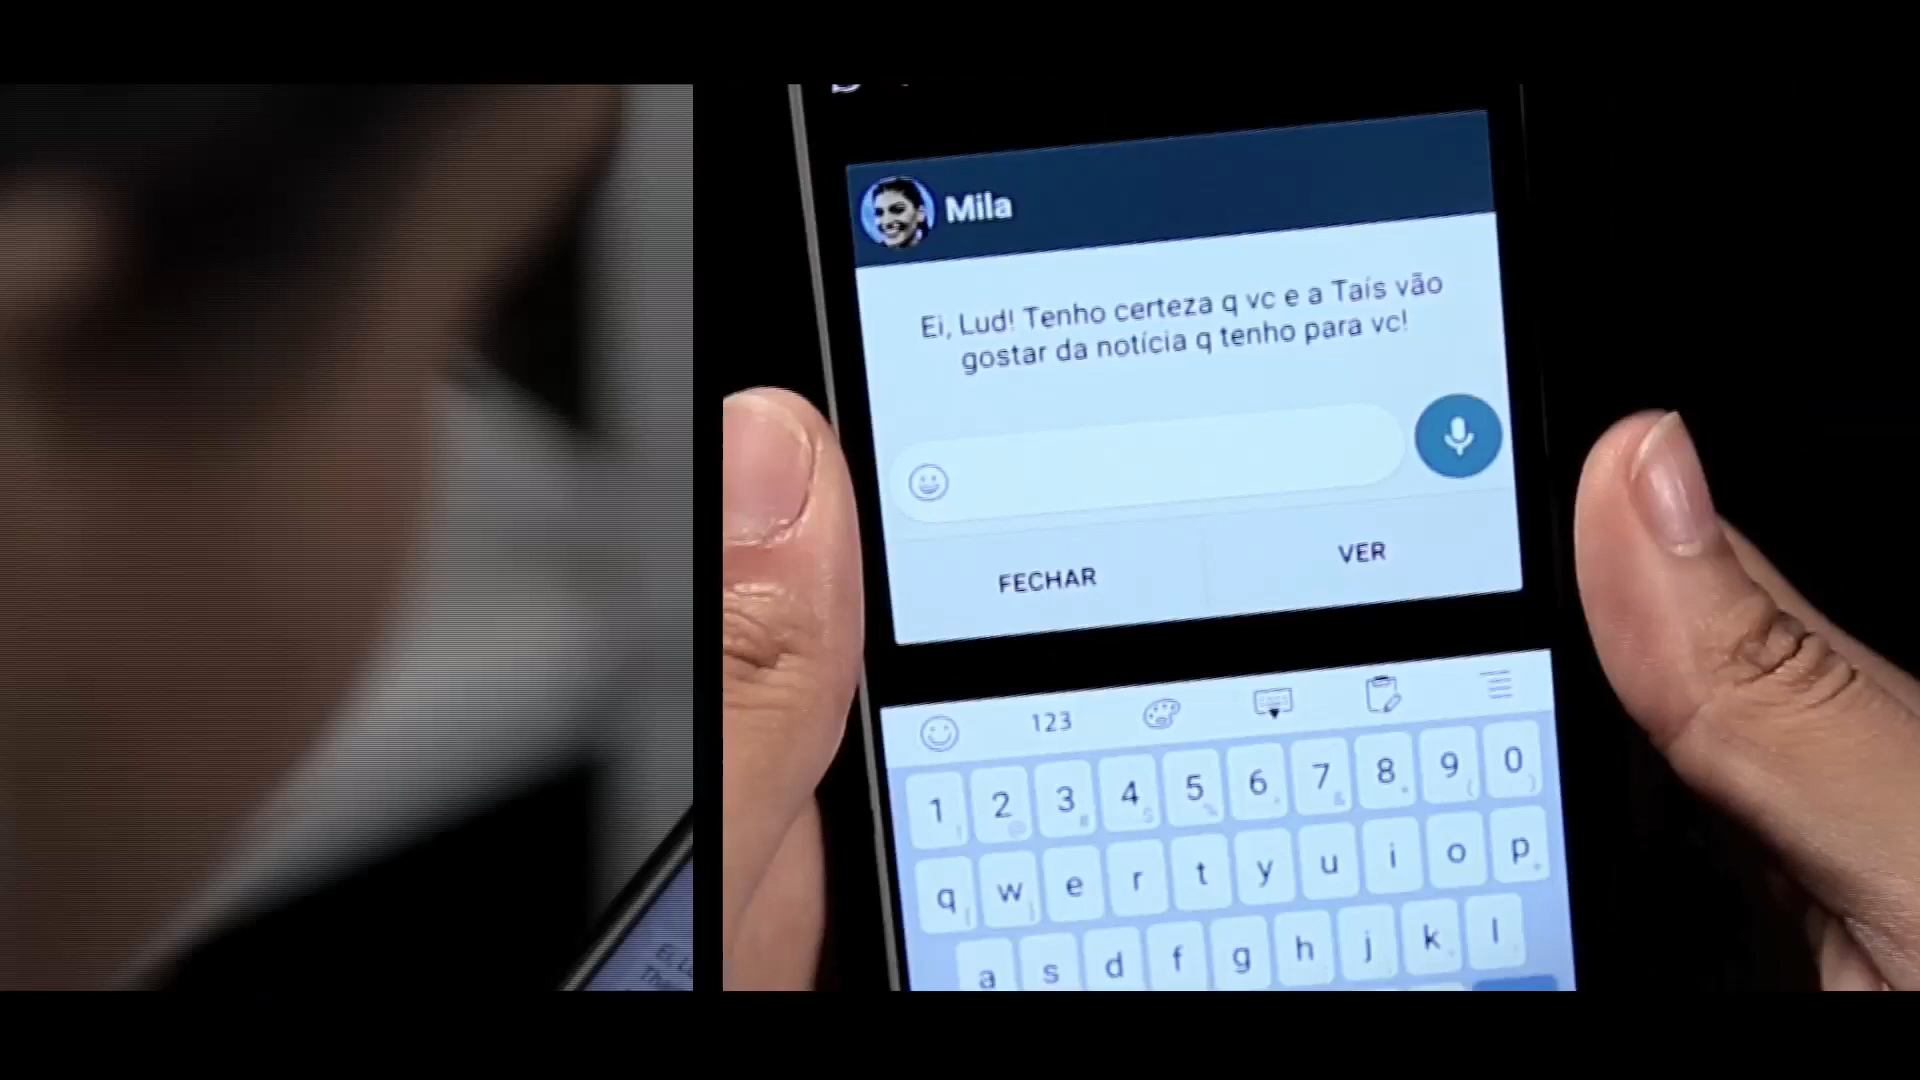 Mila
Ei, Lud! Tenho certeza q vc e a Taís vão
gostar da notícia q tenho para vc!
FECHAR
VER
123
1 2 3 4 5 6 7 8 9 0
q w e r t y u i o p
a s d f g h j k l